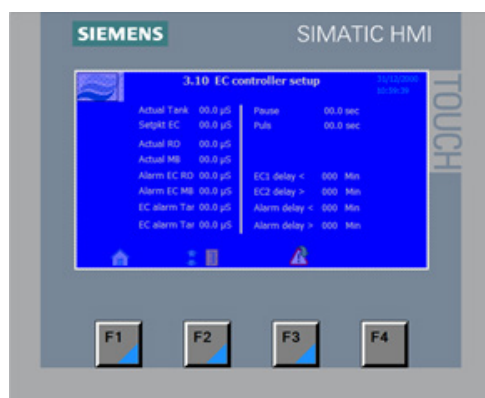 SIEMENS
SIMATIC HMI
TOUCH
3.10 EC controller setup
31/12/2000
10:59:39
Actual Tank 00.0 µS
Setpkt EC 00.0 µS
Actual RO
Actual MB 00.0 µS
00.0 µS
Alarm EC RO 00.0 µS
Alarm EC MB 00.0 µS
EC alarm Tar 00.0 µS
EC alarm Tar 00.0 µS
Pause 00.0 sec
Puls 00.0 sec
EC1 delay < 000 Min
EC2 delay > 000 Min
Alarm delay < 000 Min
Alarm delay > 000 Min
F1
F2
F3
F4